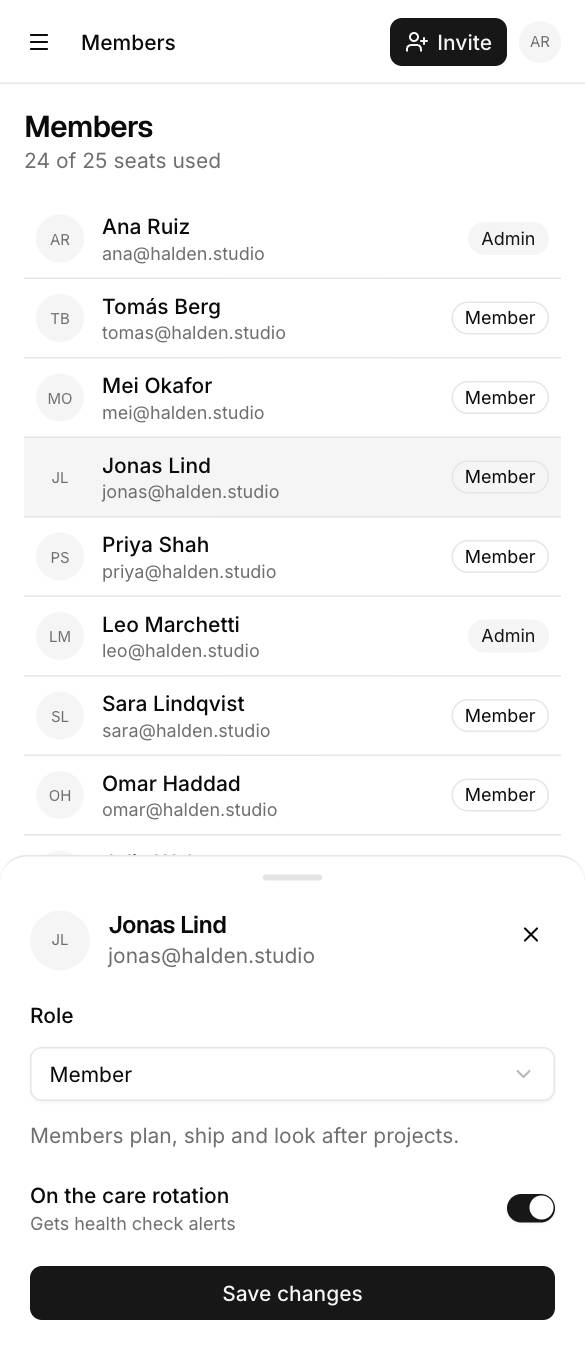 Members
Invite
AR
Members
24 of 25 seats used
AR
Ana Ruiz
ana@halden.studio
Admin
TB
Tomás Berg
tomas@halden.studio
Member
MO
Mei Okafor
mei@halden.studio
Member
JL
Jonas Lind
jonas@halden.studio
Member
PS
Priya Shah
priya@halden.studio
Member
LM
Leo Marchetti
leo@halden.studio
Admin
SL
Sara Lindqvist
sara@halden.studio
Member
OH
Omar Haddad
omar@halden.studio
Member
JL
Jonas Lind
jonas@halden.studio
Role
Member
Members plan, ship and look after projects.
On the care rotation
Gets health check alerts
Save changes